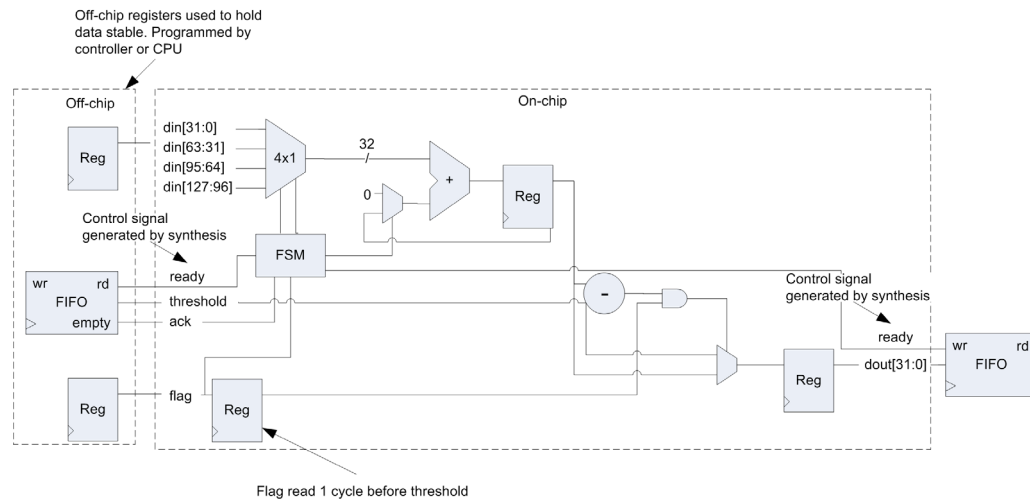 Off-chip registers used to hold
data stable. Programmed by
controller or CPU
Off-chip
On-chip
Reg
din[31:0]
din[63:31]
din[95:64]
din[127:96]
4x1
32
0
+
Reg
Control signal
generated by synthesis
FSM
ready
wr
rd
FIFO
threshold
empty
ack
-
Control signal
generated by synthesis
ready
wr
rd
FIFO
dout[31:0]
Reg
Reg
flag
Reg
Flag read 1 cycle before threshold